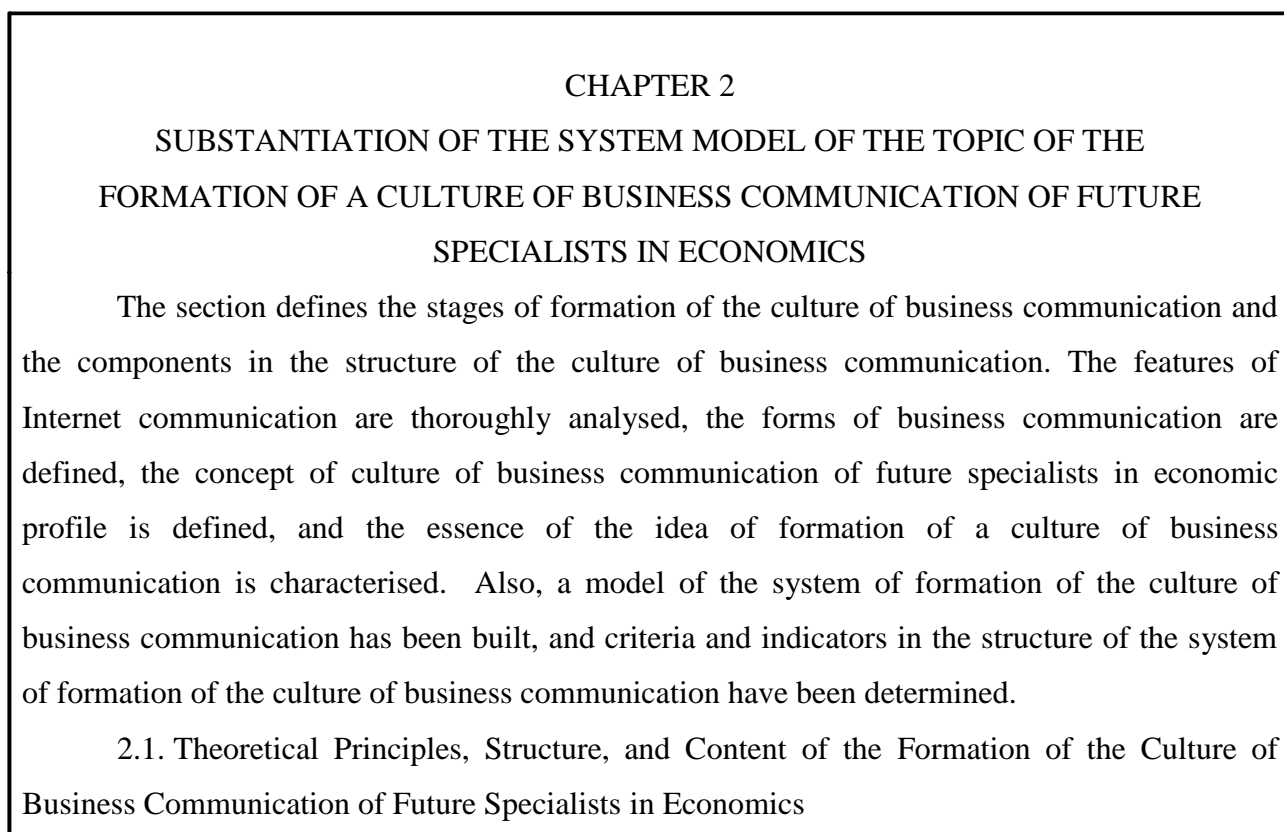 CHAPTER 2
SUBSTANTIATION OF THE SYSTEM MODEL OF THE TOPIC OF THE
FORMATION OF A CULTURE OF BUSINESS COMMUNICATION OF FUTURE
SPECIALISTS IN ECONOMICS
The section defines the stages of formation of the culture of business communication and
the components in the structure of the culture of business communication. The features of
Internet communication are thoroughly analysed, the forms of business communication are
defined, the concept of culture of business communication of future specialists in economic
profile is defined, and the essence of the idea of formation of a culture of business
communication is characterised. Also, a model of the system of formation of the culture of
business communication has been built, and criteria and indicators in the structure of the system
of formation of the culture of business communication have been determined.
2.1. Theoretical Principles, Structure, and Content of the Formation of the Culture of
Business Communication of Future Specialists in Economics